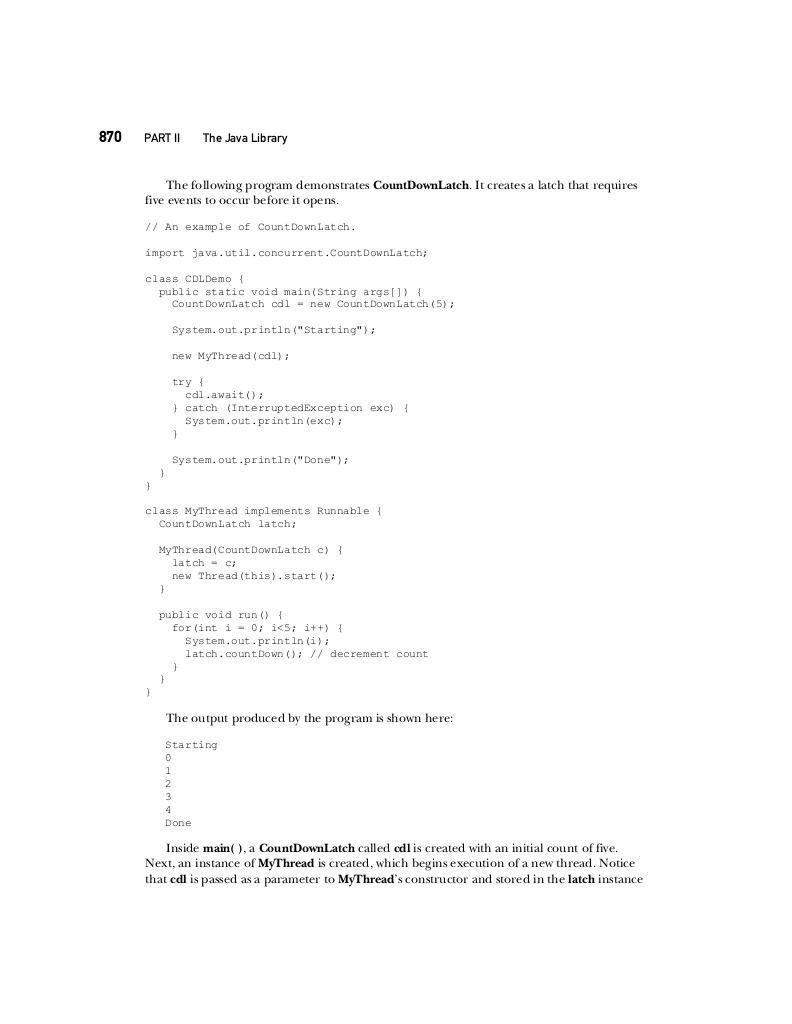 870 PART II The Java Library
The following program demonstrates CountDownLatch. It creates a latch that requires
five events to occur before it opens.
// An example of CountDownLatch.
import java.util.concurrent.CountDownLatch;
class CDLDemo {
  public static void main(String args[]) {
    CountDownLatch cdl = new CountDownLatch(5);
    System.out.println("Starting");
    new MyThread(cdl);
    try {
      cdl.await();
    } catch (InterruptedException exc) {
      System.out.println(exc);
    }
    System.out.println("Done");
  }
}
class MyThread implements Runnable {
  CountDownLatch latch;
  MyThread(CountDownLatch c) {
    latch = c;
    new Thread(this).start();
  }
  public void run() {
    for(int i = 0; i<5; i++) {
      System.out.println(i);
      latch.countDown(); // decrement count
    }
  }
}
The output produced by the program is shown here:
Starting
0
1
2
3
4
Done
Inside main( ), a CountDownLatch called cdl is created with an initial count of five.
Next, an instance of MyThread is created, which begins execution of a new thread. Notice
that cdl is passed as a parameter to MyThread's constructor and stored in the latch instance